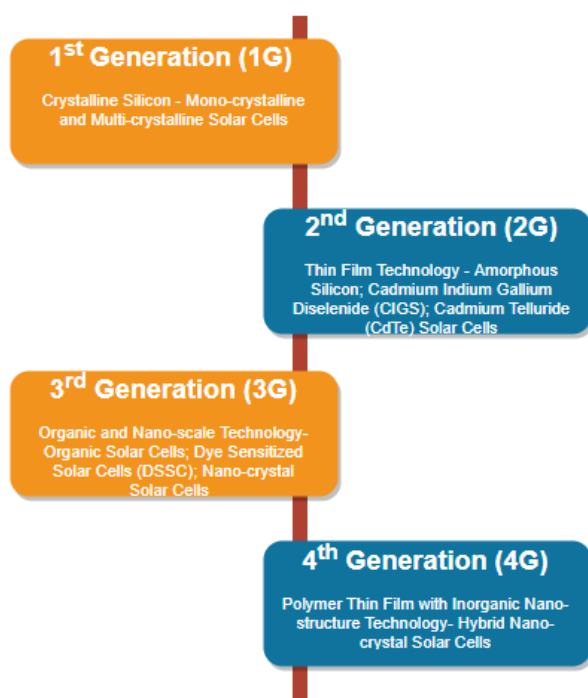 1st Generation (1G)
Crystalline Silicon - Mono-crystalline
and Multi-crystalline Solar Cells
2nd Generation (2G)
Thin Film Technology - Amorphous
Silicon; Cadmium Indium Gallium
Diselenide (CIGS); Cadmium Telluride
(CdTe) Solar Cells
3rd Generation (3G)
Organic and Nano-scale Technology-
Organic Solar Cells; Dye Sensitized
Solar Cells (DSSC); Nano-crystal
Solar Cells
4th Generation (4G)
Polymer Thin Film with Inorganic Nano-
structure Technology- Hybrid Nano-
crystal Solar Cells